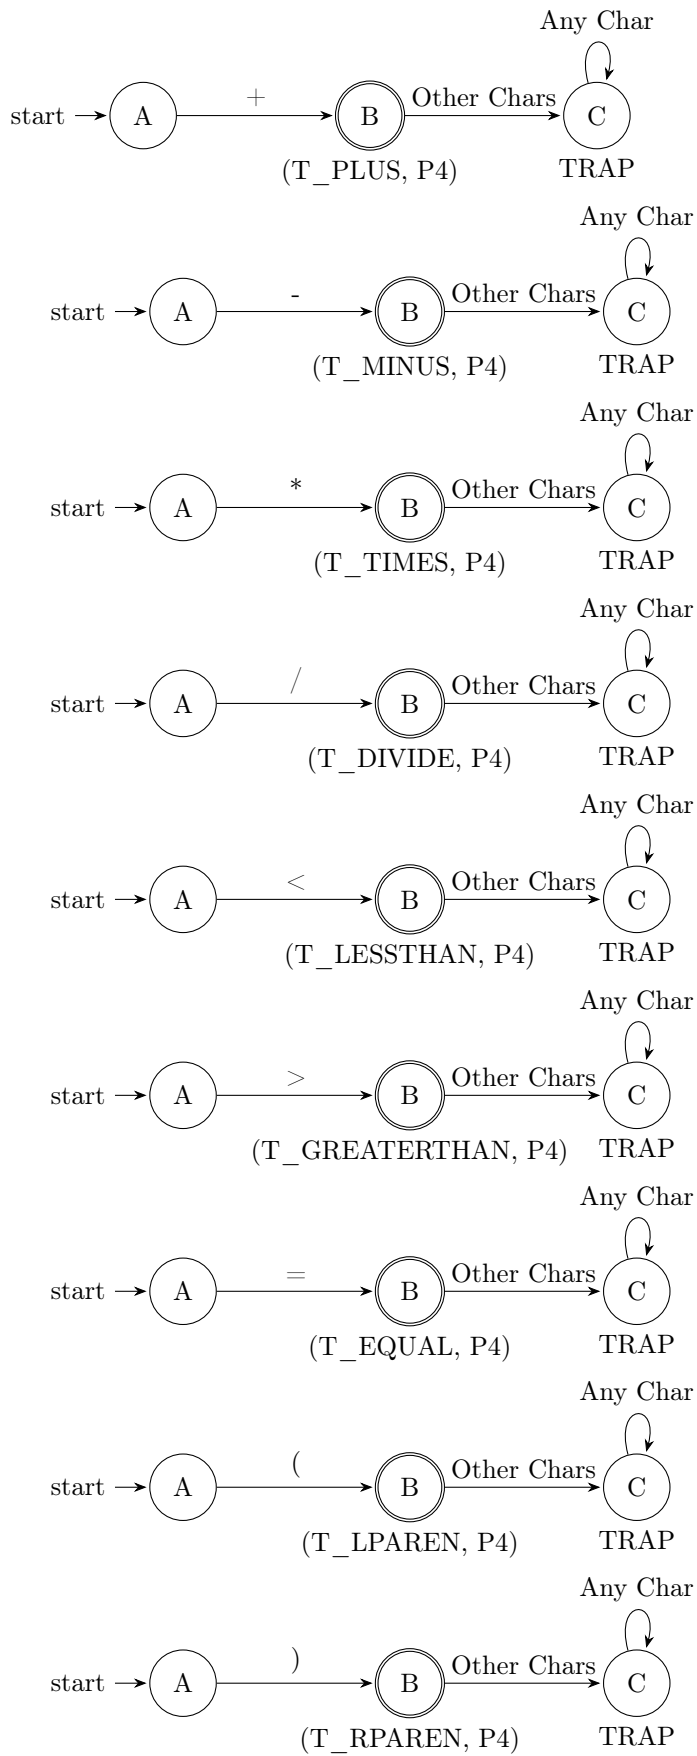 Any Char
+
Other Chars
start A B C
(T_PLUS, P4) TRAP
Any Char
-
Other Chars
start A B C
(T_MINUS, P4) TRAP
Any Char
*
Other Chars
start A B C
(T_TIMES, P4) TRAP
Any Char
/
Other Chars
start A B C
(T_DIVIDE, P4) TRAP
Any Char
<
Other Chars
start A B C
(T_LESSTHAN, P4) TRAP
Any Char
>
Other Chars
start A B C
(T_GREATERTHAN, P4) TRAP
Any Char
=
Other Chars
start A B C
(T_EQUAL, P4) TRAP
Any Char
(
Other Chars
start A B C
(T_LPAREN, P4) TRAP
Any Char
)
Other Chars
start A B C
(T_RPAREN, P4) TRAP